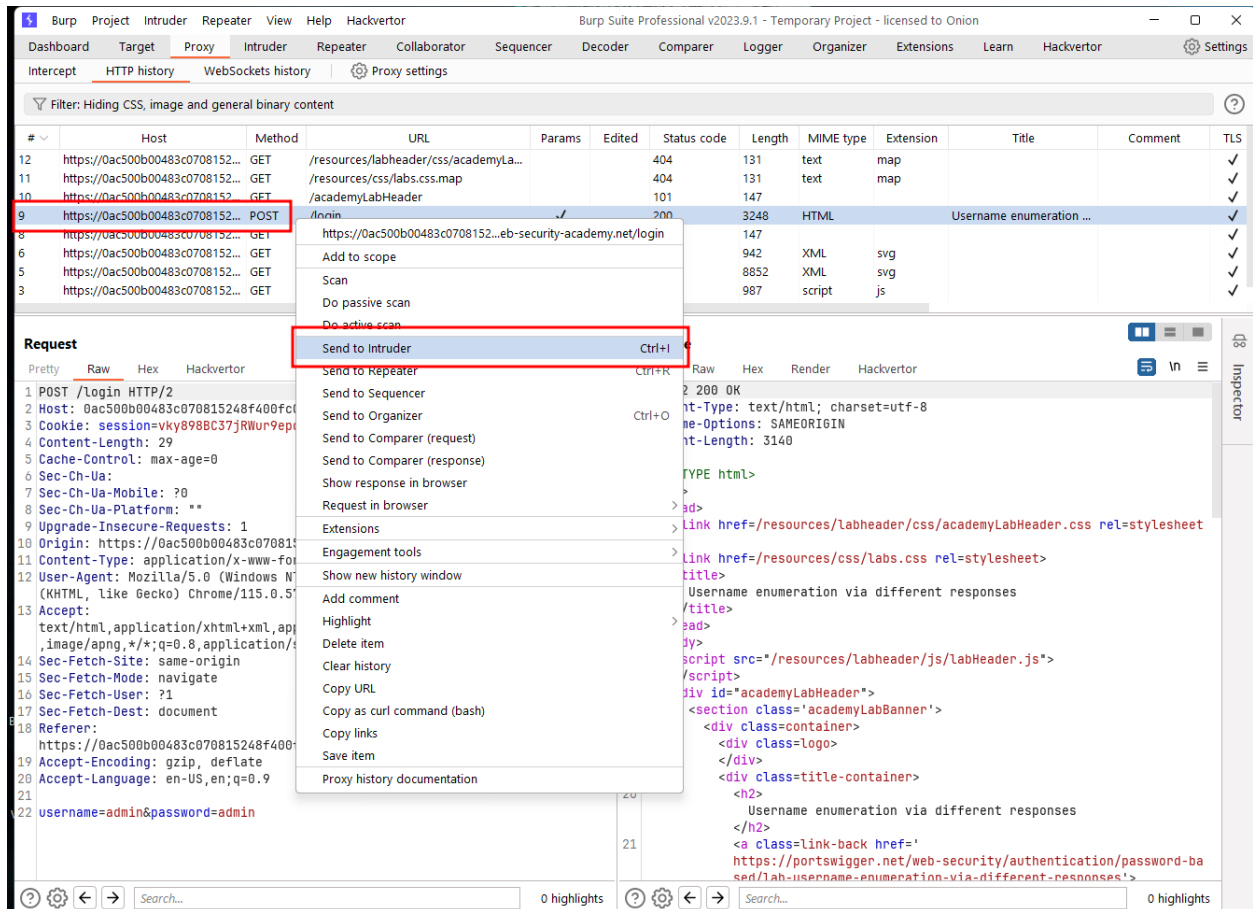 Burp Project Intruder Repeater View Help Hackvertor Burp Suite Professional v2023.9.1 - Temporary Project - licensed to Onion
Dashboard Target Proxy Intruder Repeater Collaborator Sequencer Decoder Comparer Logger Organizer Extensions Learn Hackvertor Settings
Intercept HTTP history WebSockets history Proxy settings
Filter: Hiding CSS, image and general binary content
# Host Method URL Params Edited Status code Length MIME type Extension Title Comment TLS
12 https://0ac500b00483c0708152... GET /resources/labheader/css/academyLa... 404 131 text map ✓
11 https://0ac500b00483c0708152... GET /resources/css/labs.css.map 404 131 text map ✓
10 https://0ac500b00483c0708152... GET /academyLabHeader 101 147 ✓
9 https://0ac500b00483c0708152... POST /login ✓ 200 3248 HTML Username enumeration ... ✓
8 https://0ac500b00483c0708152... GET 147 ✓
6 https://0ac500b00483c0708152... GET 942 XML svg ✓
5 https://0ac500b00483c0708152... GET 8852 XML svg ✓
3 https://0ac500b00483c0708152... GET 987 script js ✓
https://0ac500b00483c0708152...eb-security-academy.net/login
Add to scope
Scan
Do passive scan
Do active scan
Send to Intruder Ctrl+I
Send to Repeater Ctrl+R
Send to Sequencer
Send to Organizer Ctrl+O
Send to Comparer (request)
Send to Comparer (response)
Show response in browser
Request in browser
Extensions
Engagement tools
Show new history window
Add comment
Highlight
Delete item
Clear history
Copy URL
Copy as curl command (bash)
Copy links
Save item
Proxy history documentation
Request
Pretty Raw Hex Hackvertor
1 POST /login HTTP/2
2 Host: 0ac500b00483c070815248f400fc0
3 Cookie: session=vky898BC37jRWur9epd
4 Content-Length: 29
5 Cache-Control: max-age=0
6 Sec-Ch-Ua:
7 Sec-Ch-Ua-Mobile: ?0
8 Sec-Ch-Ua-Platform: ""
9 Upgrade-Insecure-Requests: 1
10 Origin: https://0ac500b00483c070815
11 Content-Type: application/x-www-for
12 User-Agent: Mozilla/5.0 (Windows NT
(KHTML, like Gecko) Chrome/115.0.57
13 Accept:
text/html,application/xhtml+xml,app
,image/apng,*/*;q=0.8,application/s
14 Sec-Fetch-Site: same-origin
15 Sec-Fetch-Mode: navigate
16 Sec-Fetch-User: ?1
17 Sec-Fetch-Dest: document
18 Referer:
https://0ac500b00483c070815248f400f
19 Accept-Encoding: gzip, deflate
20 Accept-Language: en-US,en;q=0.9
21
22 username=admin&password=admin
Raw Hex Render Hackvertor \n
Inspector
2 200 OK
nt-Type: text/html; charset=utf-8
me-Options: SAMEORIGIN
nt-Length: 3140
TYPE html>
>
ad>
link href=/resources/labheader/css/academyLabHeader.css rel=stylesheet
link href=/resources/css/labs.css rel=stylesheet>
title>
Username enumeration via different responses
/title>
ead>
dy>
script src="/resources/labheader/js/labHeader.js">
/script>
div id="academyLabHeader">
<section class='academyLabBanner'>
<div class=container>
<div class=logo>
</div>
<div class=title-container>
20 <h2>
Username enumeration via different responses
</h2>
21 <a class=link-back href='
https://portswigger.net/web-security/authentication/password-ba
sed/lab-username-enumeration-via-different-responses'>
Search... 0 highlights
Search... 0 highlights